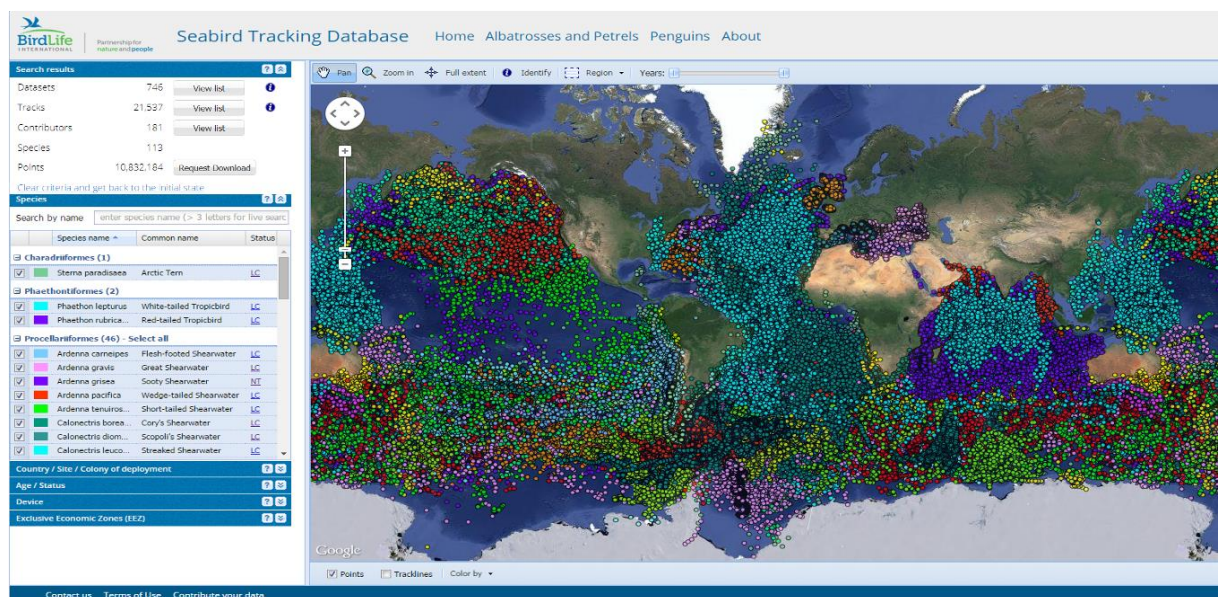 BirdLife
INTERNATIONAL
Partnership for
nature and people
Seabird Tracking Database
Home Albatrosses and Petrels Penguins About
Search results
Datasets 746 View list
Tracks 21,537 View list
Contributors 181 View list
Species 113
Points 10,832,184 Request Download
Clear criteria and get back to the initial state
Species
Search by name enter species name (> 3 letters for live searc
Species name Common name Status
Charadriiformes (1)
Sterna paradisaea Arctic Tern LC
Phaethontiformes (2)
Phaethon lepturus White-tailed Tropicbird LC
Phaethon rubrica... Red-tailed Tropicbird LC
Procellariiformes (46) - Select all
Ardenna carneipes Flesh-footed Shearwater LC
Ardenna gravis Great Shearwater LC
Ardenna grisea Sooty Shearwater NT
Ardenna pacifica Wedge-tailed Shearwater LC
Ardenna tenuiros... Short-tailed Shearwater LC
Calonectris borea... Cory's Shearwater LC
Calonectris diom... Scopoli's Shearwater LC
Calonectris leuco... Streaked Shearwater LC
Country / Site / Colony of deployment
Age / Status
Device
Exclusive Economic Zones (EEZ)
Pan Zoom in Full extent Identify Region Years:
Google
Points Tracklines Color by
Contact us Terms of Use Contribute your data